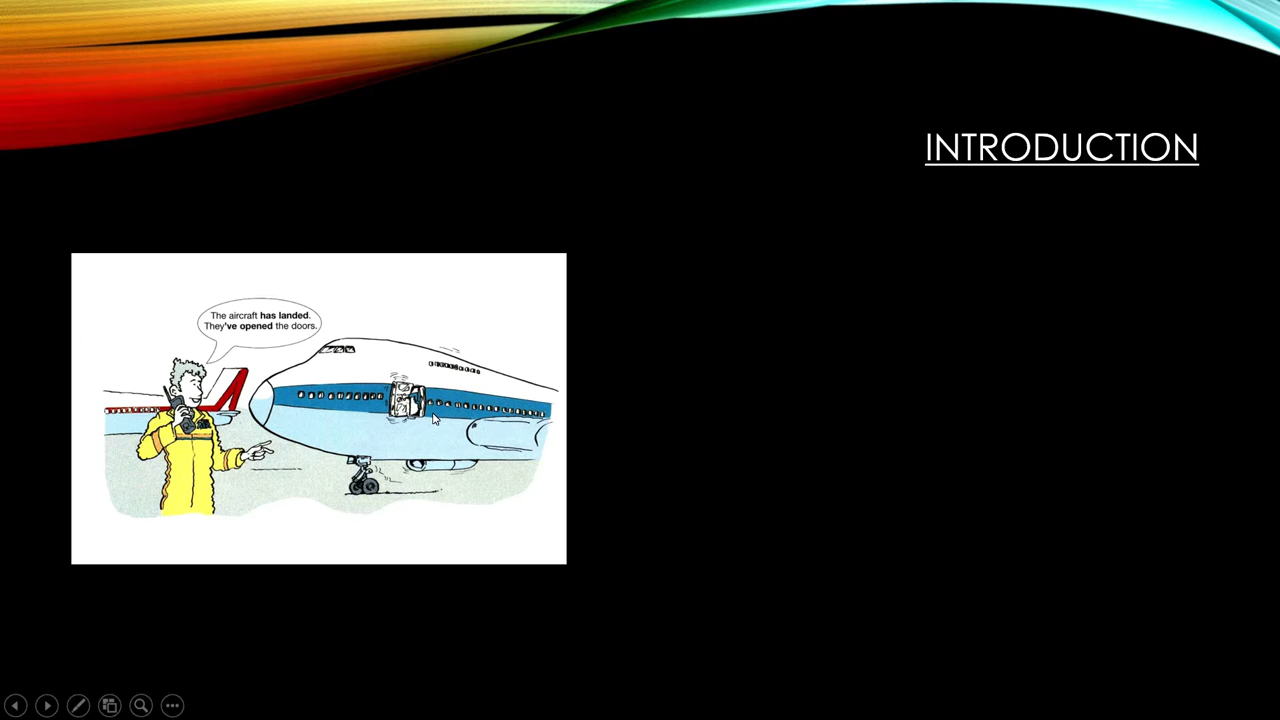 INTRODUCTION
The aircraft has landed.
They've opened the doors.